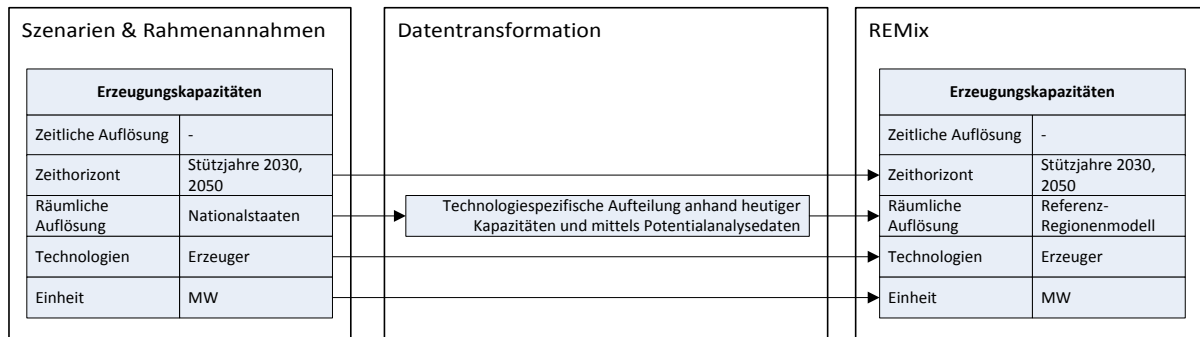 Szenarien & Rahmenannahmen
Erzeugungskapazitäten
Zeitliche Auflösung
-
Zeithorizont
Stützjahre 2030,
2050
Räumliche
Auflösung
Nationalstaaten
Technologien
Erzeuger
Einheit
MW
Datentransformation
Technologiespezifische Aufteilung anhand heutiger
Kapazitäten und mittels Potentialanalysedaten
REMix
Erzeugungskapazitäten
Zeitliche Auflösung
-
Zeithorizont
Stützjahre 2030,
2050
Räumliche
Auflösung
Referenz-
Regionenmodell
Technologien
Erzeuger
Einheit
MW